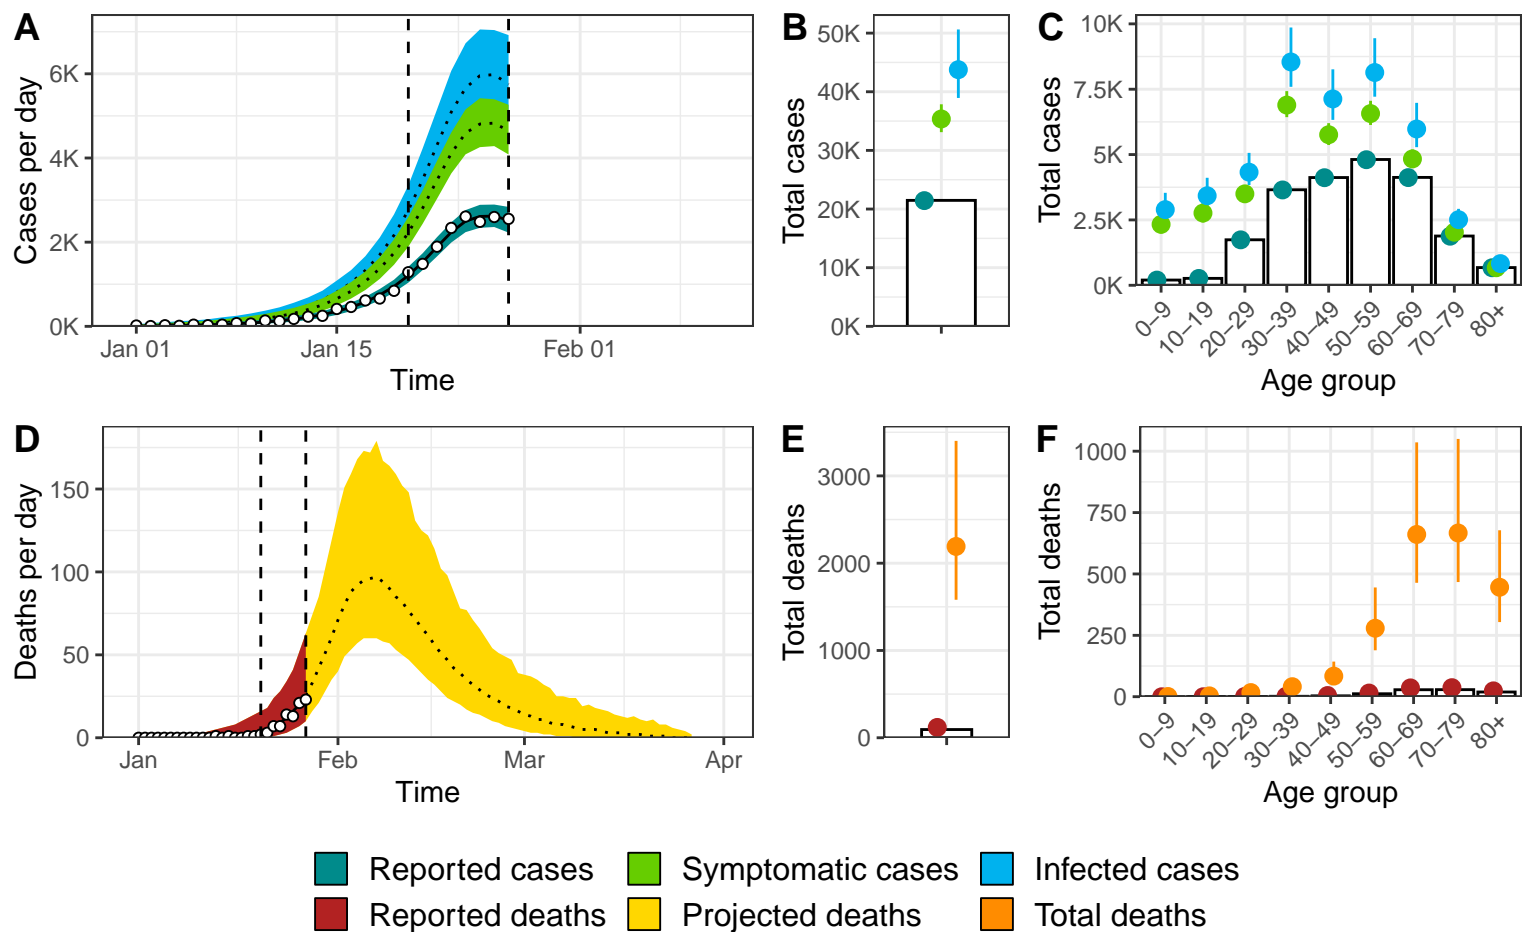 A
Cases per day
6K
4K
2K
0K
Jan 01
Jan 15
Feb 01
Time
B
Total cases
50K
40K
30K
20K
10K
0K
C
Total cases
10K
7.5K
5K
2.5K
0K
0–9
10–19
20–29
30–39
40–49
50–59
60–69
70–79
80+
Age group
D
Deaths per day
150
100
50
0
Jan
Feb
Mar
Apr
Time
E
Total deaths
3000
2000
1000
0
F
Total deaths
1000
750
500
250
0
0–9
10–19
20–29
30–39
40–49
50–59
60–69
70–79
80+
Age group
Reported cases
Symptomatic cases
Infected cases
Reported deaths
Projected deaths
Total deaths